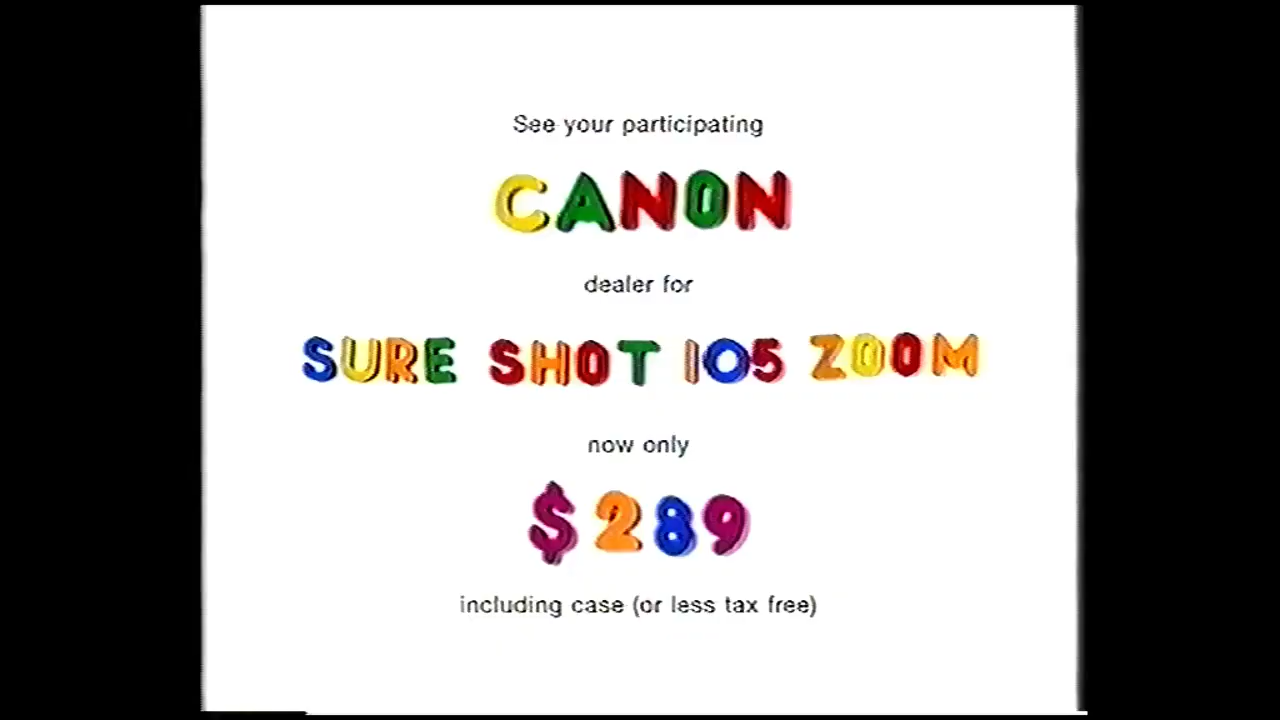 See your participating
CANON
dealer for
SURE SHOT 105 ZOOM
now only
$289
including case (or less tax free)